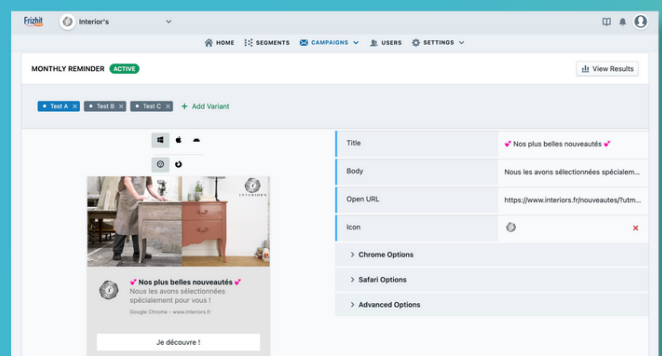 Frizbit
Interior's
HOME SEGMENTS CAMPAIGNS USERS SETTINGS
MONTHLY REMINDER ACTIVE
View Results
Test A × Test B × Test C × + Add Variant
Title 💕 Nos plus belles nouveautés 💕
Body Nous les avons sélectionnées spécialem...
Open URL https://www.interiors.fr/nouveautes/?utm...
Icon
> Chrome Options
> Safari Options
> Advanced Options
INTERIOR'S
💕 Nos plus belles nouveautés 💕
Nous les avons sélectionnées
spécialement pour vous !
Google Chrome - www.interiors.fr
Je découvre !